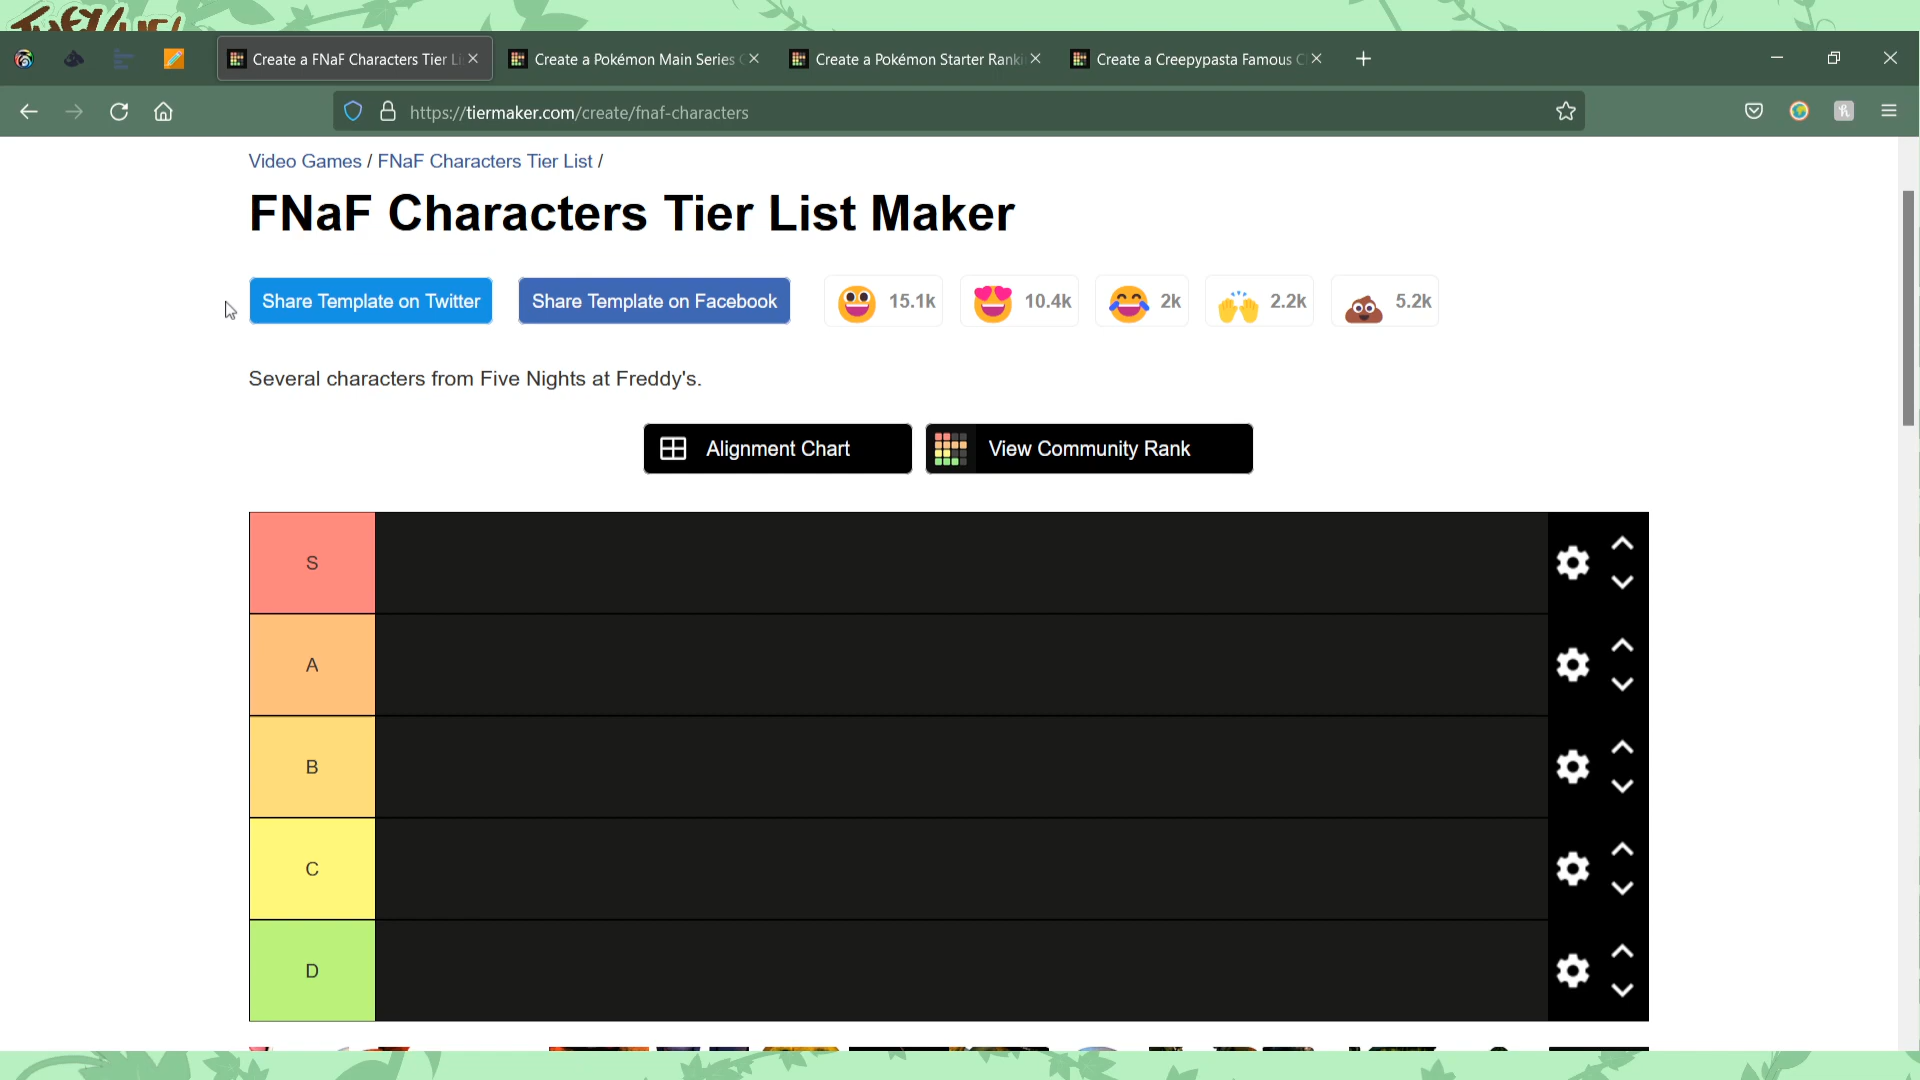 Create a FNaF Characters Tier Li
Create a Pokémon Main Series
Create a Pokémon Starter Ranki
Create a Creepypasta Famous C
https://tiermaker.com/create/fnaf-characters
Video Games / FNaF Characters Tier List /
FNaF Characters Tier List Maker
Share Template on Twitter
Share Template on Facebook
15.1k
10.4k
2k
2.2k
5.2k
Several characters from Five Nights at Freddy's.
Alignment Chart
View Community Rank
S
A
B
C
D